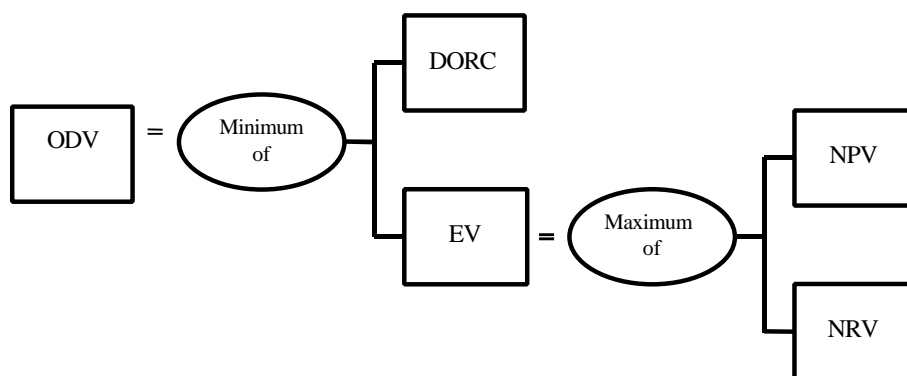 DORC
ODV
=
Minimum
of
EV
=
Maximum
of
NPV
NRV